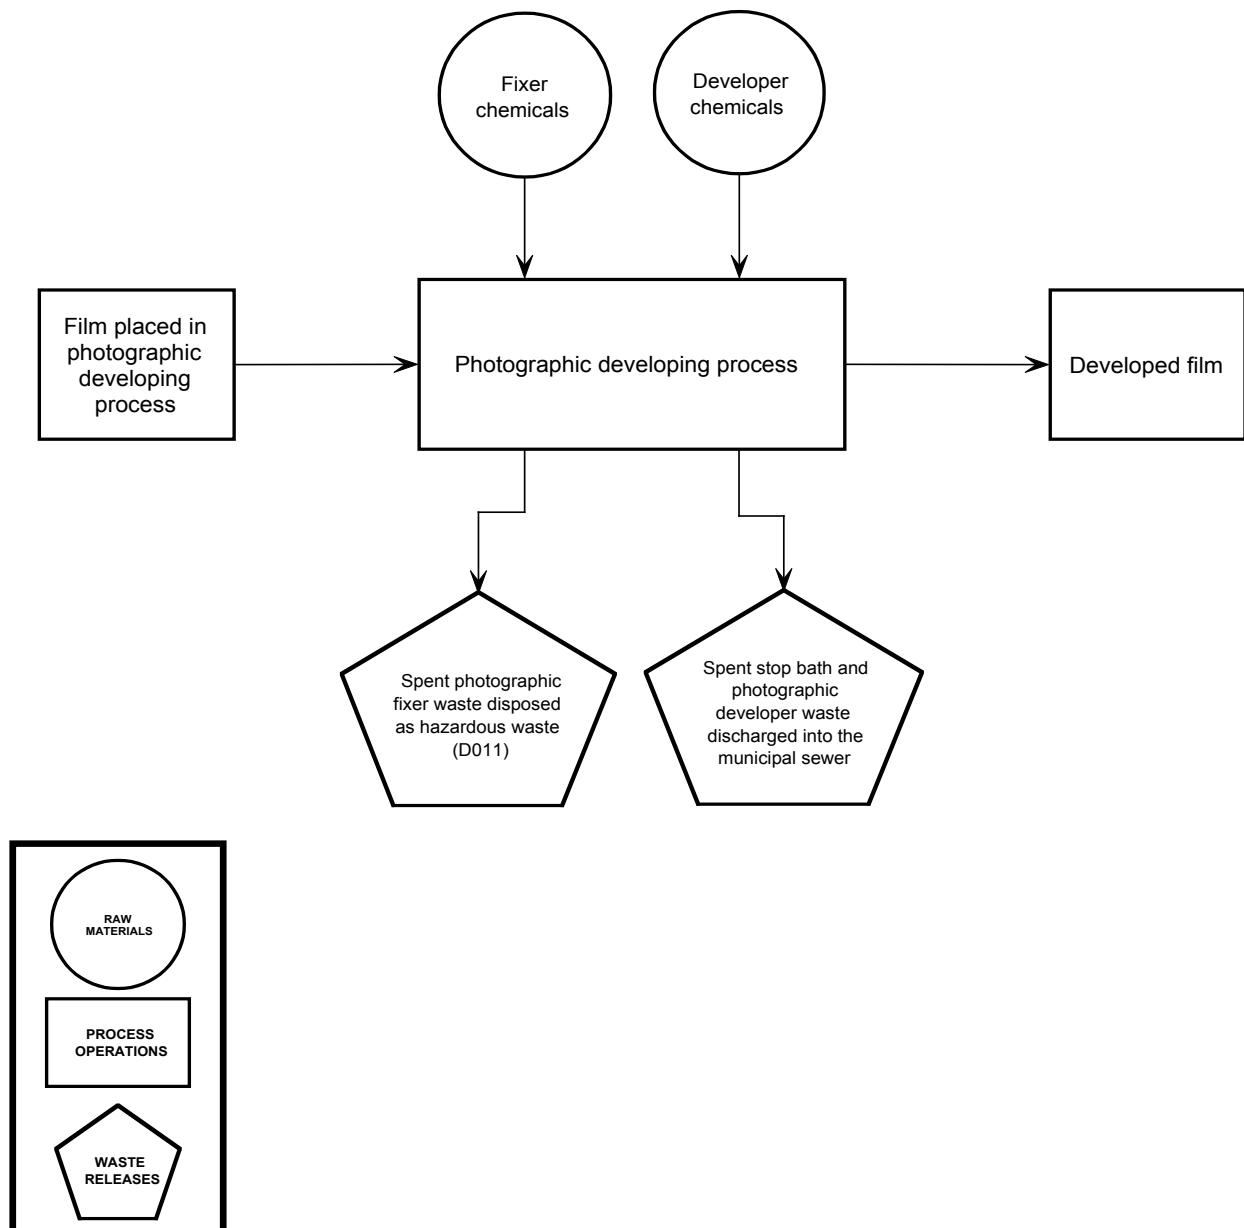 Fixer
chemicals
Developer
chemicals
Film placed in
photographic
developing
process
Photographic developing process
Developed film
Spent photographic
fixer waste disposed
as hazardous waste
(D011)
Spent stop bath and
photographic
developer waste
discharged into the
municipal sewer
RAW
MATERIALS
PROCESS
OPERATIONS
WASTE
RELEASES